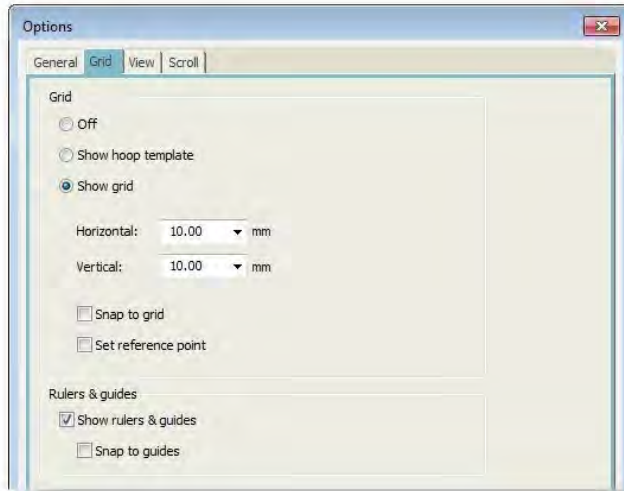 Options
General Grid View Scroll
Grid
Off
Show hoop template
Show grid
Horizontal: 10.00 mm
Vertical: 10.00 mm
Snap to grid
Set reference point
Rulers & guides
Show rulers & guides
Snap to guides